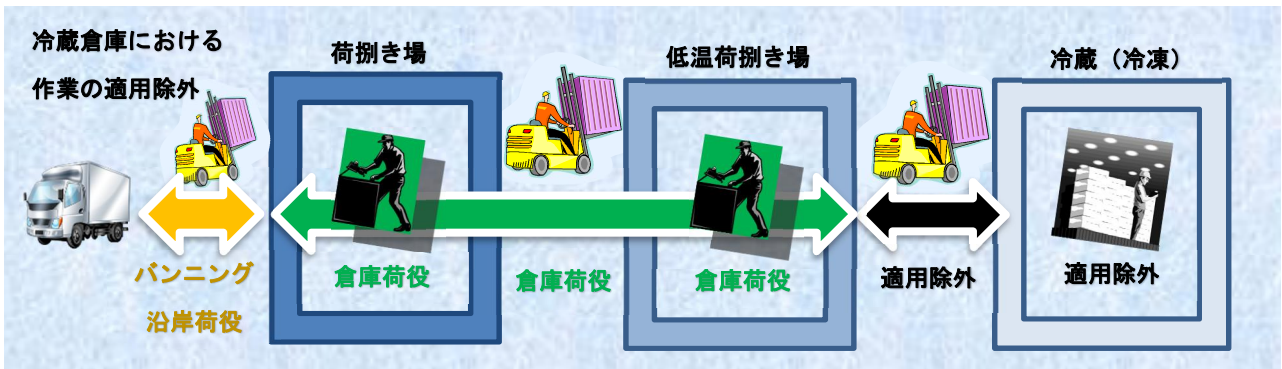 冷蔵倉庫における
作業の適用除外
荷捌き場
低温荷捌き場
冷蔵（冷凍）
バンニング
沿岸荷役
倉庫荷役
倉庫荷役
倉庫荷役
適用除外
適用除外